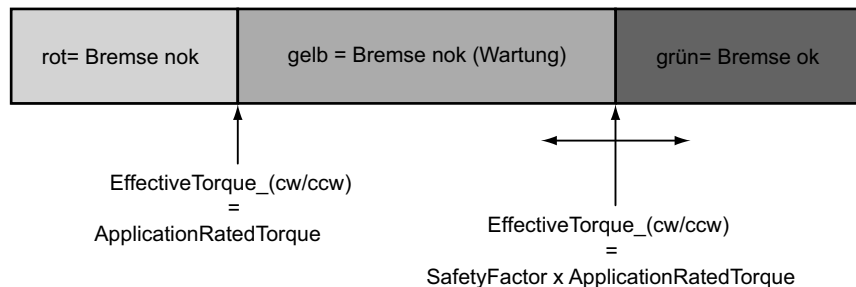 rot= Bremse nok
gelb = Bremse nok (Wartung)
grün= Bremse ok
EffectiveTorque_(cw/ccw)
=
ApplicationRatedTorque
EffectiveTorque_(cw/ccw)
=
SafetyFactor x ApplicationRatedTorque